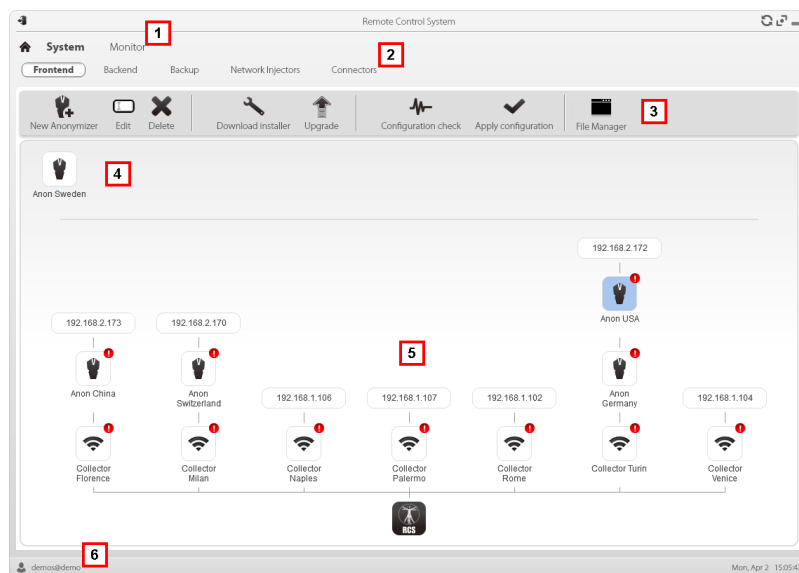 Remote Control System
1
System Monitor
2
Frontend Backend Backup Network Injectors Connectors
New Anonymizer Edit Delete Download installer Upgrade Configuration check Apply configuration File Manager
3
4
Anon Sweden
192.168.2.172
Anon USA
192.168.2.173 192.168.2.170
5
Anon China
Anon
Switzerland
Anon
Germany
192.168.1.106 192.168.1.107 192.168.1.102 192.168.1.104
Collector
Florence
Collector
Milan
Collector
Naples
Collector
Palermo
Collector
Rome
Collector Turin
Collector
Venice
RCS
6
demos@demo
Mon, Apr 2 15:05:42